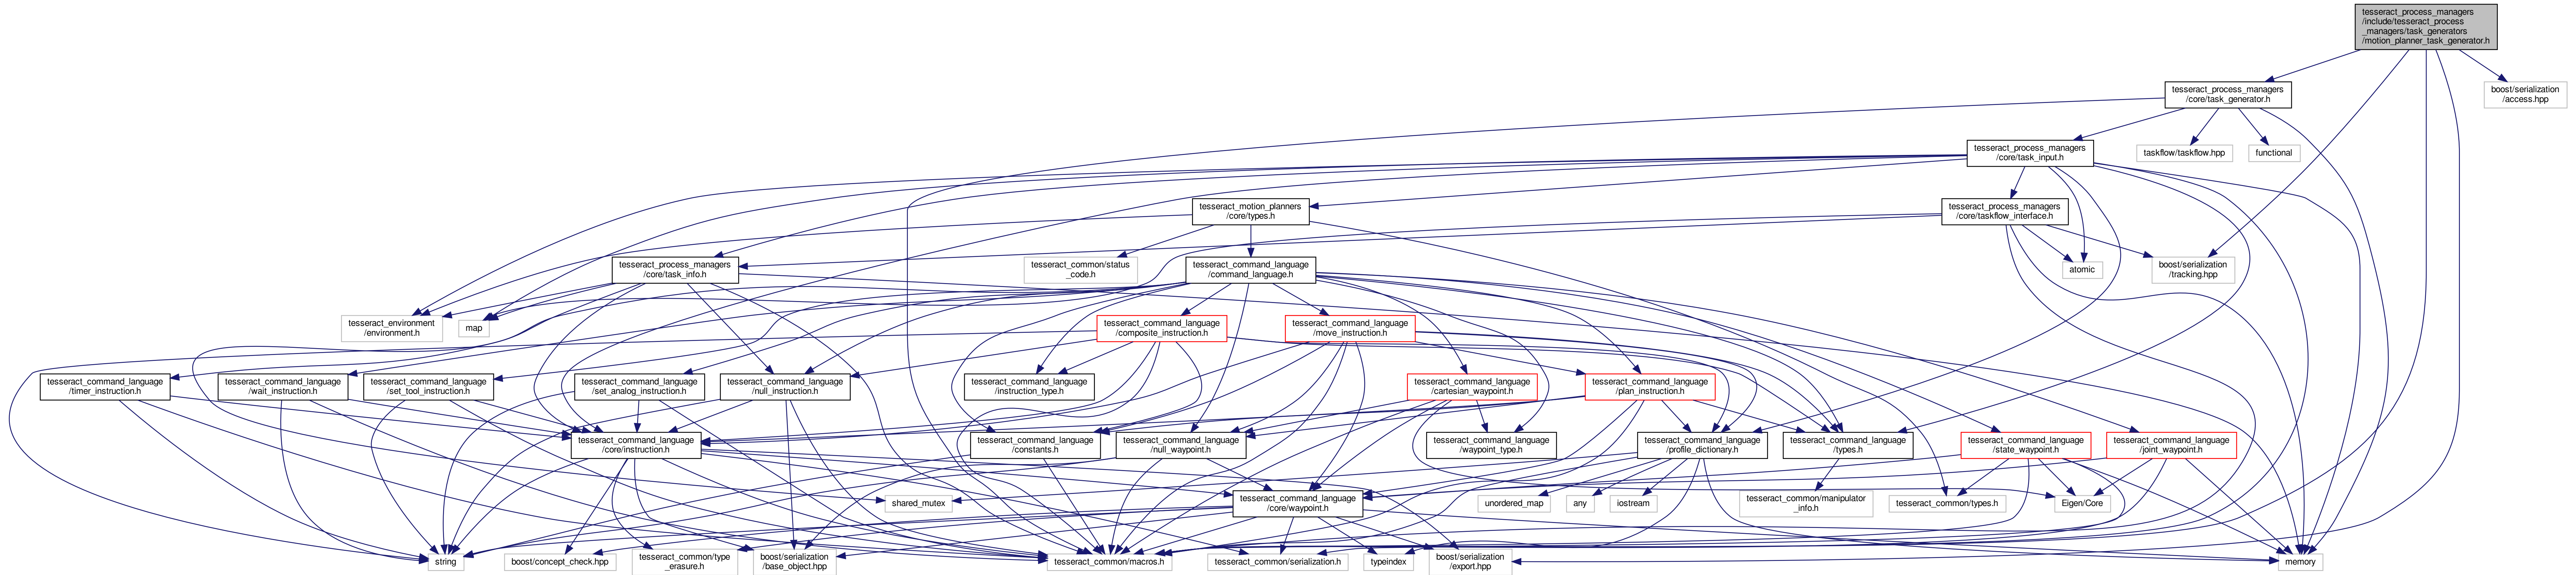 tesseract_process_managers
/include/tesseract_process
_managers/task_generators
/motion_planner_task_generator.h
tesseract_process_managers
/core/task_generator.h
boost/serialization
/access.hpp
tesseract_process_managers
/core/task_input.h
taskflow/taskflow.hpp
functional
tesseract_motion_planners
/core/types.h
tesseract_process_managers
/core/taskflow_interface.h
tesseract_process_managers
/core/task_info.h
tesseract_common/status
_code.h
tesseract_command_language
/command_language.h
atomic
boost/serialization
/tracking.hpp
tesseract_environment
/environment.h
map
tesseract_command_language
/composite_instruction.h
tesseract_command_language
/move_instruction.h
tesseract_command_language
/timer_instruction.h
tesseract_command_language
/wait_instruction.h
tesseract_command_language
/set_tool_instruction.h
tesseract_command_language
/set_analog_instruction.h
tesseract_command_language
/null_instruction.h
tesseract_command_language
/instruction_type.h
tesseract_command_language
/cartesian_waypoint.h
tesseract_command_language
/plan_instruction.h
tesseract_command_language
/core/instruction.h
tesseract_command_language
/constants.h
tesseract_command_language
/null_waypoint.h
tesseract_command_language
/waypoint_type.h
tesseract_command_language
/profile_dictionary.h
tesseract_command_language
/types.h
tesseract_command_language
/state_waypoint.h
tesseract_command_language
/joint_waypoint.h
shared_mutex
tesseract_command_language
/core/waypoint.h
unordered_map
any
iostream
tesseract_common/manipulator
_info.h
tesseract_common/types.h
Eigen/Core
string
boost/concept_check.hpp
tesseract_common/type
_erasure.h
boost/serialization
/base_object.hpp
tesseract_common/macros.h
tesseract_common/serialization.h
typeindex
boost/serialization
/export.hpp
memory